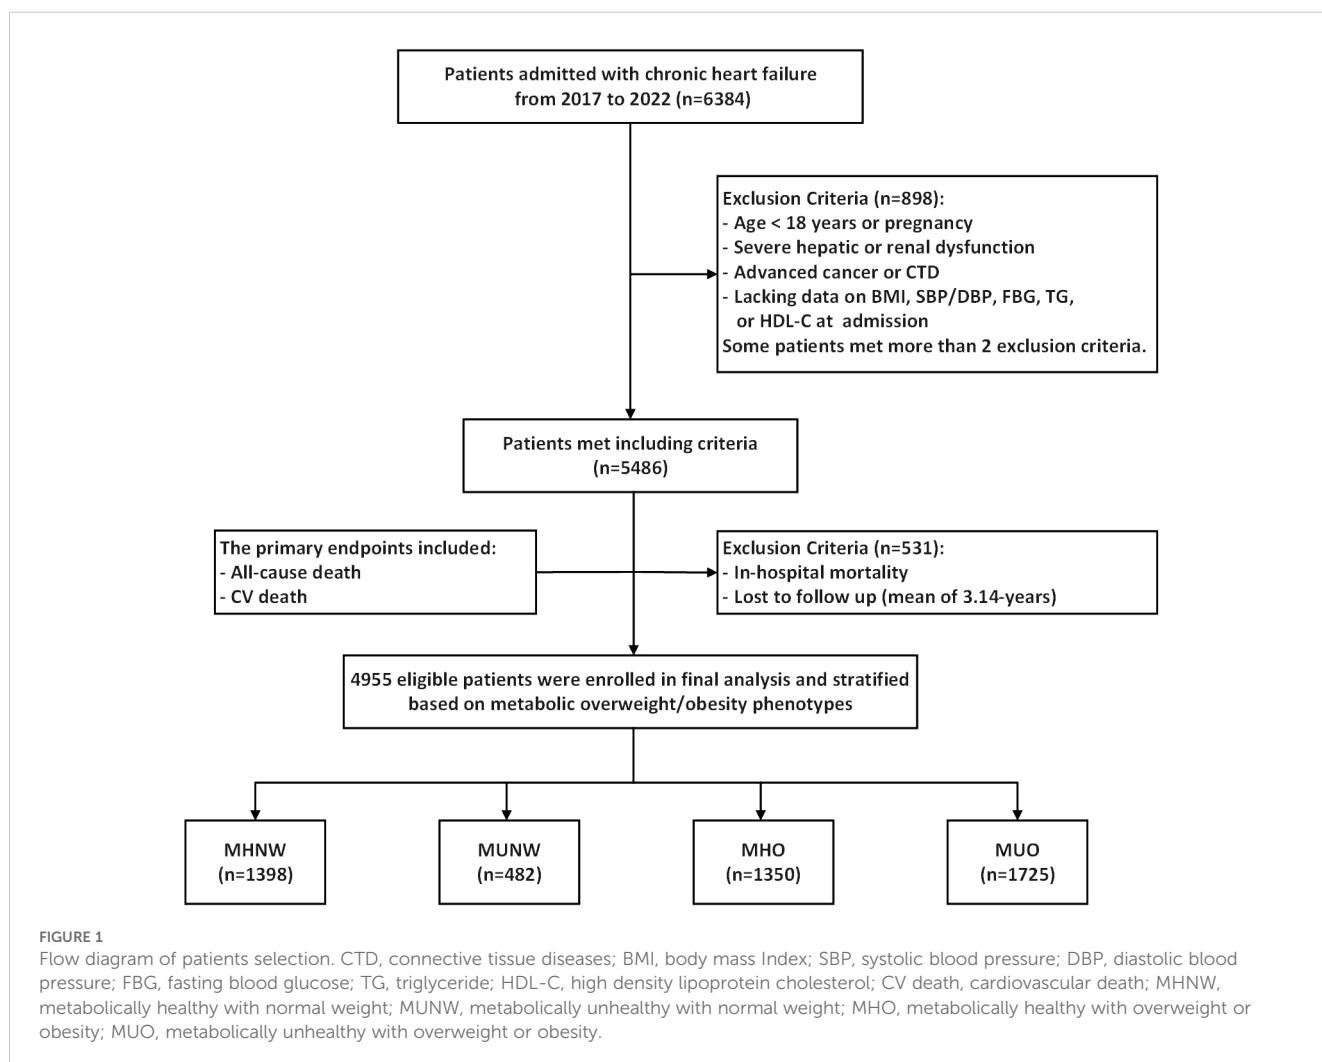 Patients admitted with chronic heart failure
from 2017 to 2022 (n=6384)
Exclusion Criteria (n=898):
- Age < 18 years or pregnancy
- Severe hepatic or renal dysfunction
- Advanced cancer or CTD
- Lacking data on BMI, SBP/DBP, FBG, TG,
or HDL-C at admission
Some patients met more than 2 exclusion criteria.
Patients met including criteria
(n=5486)
The primary endpoints included:
- All-cause death
- CV death
Exclusion Criteria (n=531):
- In-hospital mortality
- Lost to follow up (mean of 3.14-years)
4955 eligible patients were enrolled in final analysis and stratified
based on metabolic overweight/obesity phenotypes
MHNW
(n=1398)
MUNW
(n=482)
MHO
(n=1350)
MUO
(n=1725)
FIGURE 1
Flow diagram of patients selection. CTD, connective tissue diseases; BMI, body mass Index; SBP, systolic blood pressure; DBP, diastolic blood
pressure; FBG, fasting blood glucose; TG, triglyceride; HDL-C, high density lipoprotein cholesterol; CV death, cardiovascular death; MHNW,
metabolically healthy with normal weight; MUNW, metabolically unhealthy with normal weight; MHO, metabolically healthy with overweight or
obesity; MUO, metabolically unhealthy with overweight or obesity.